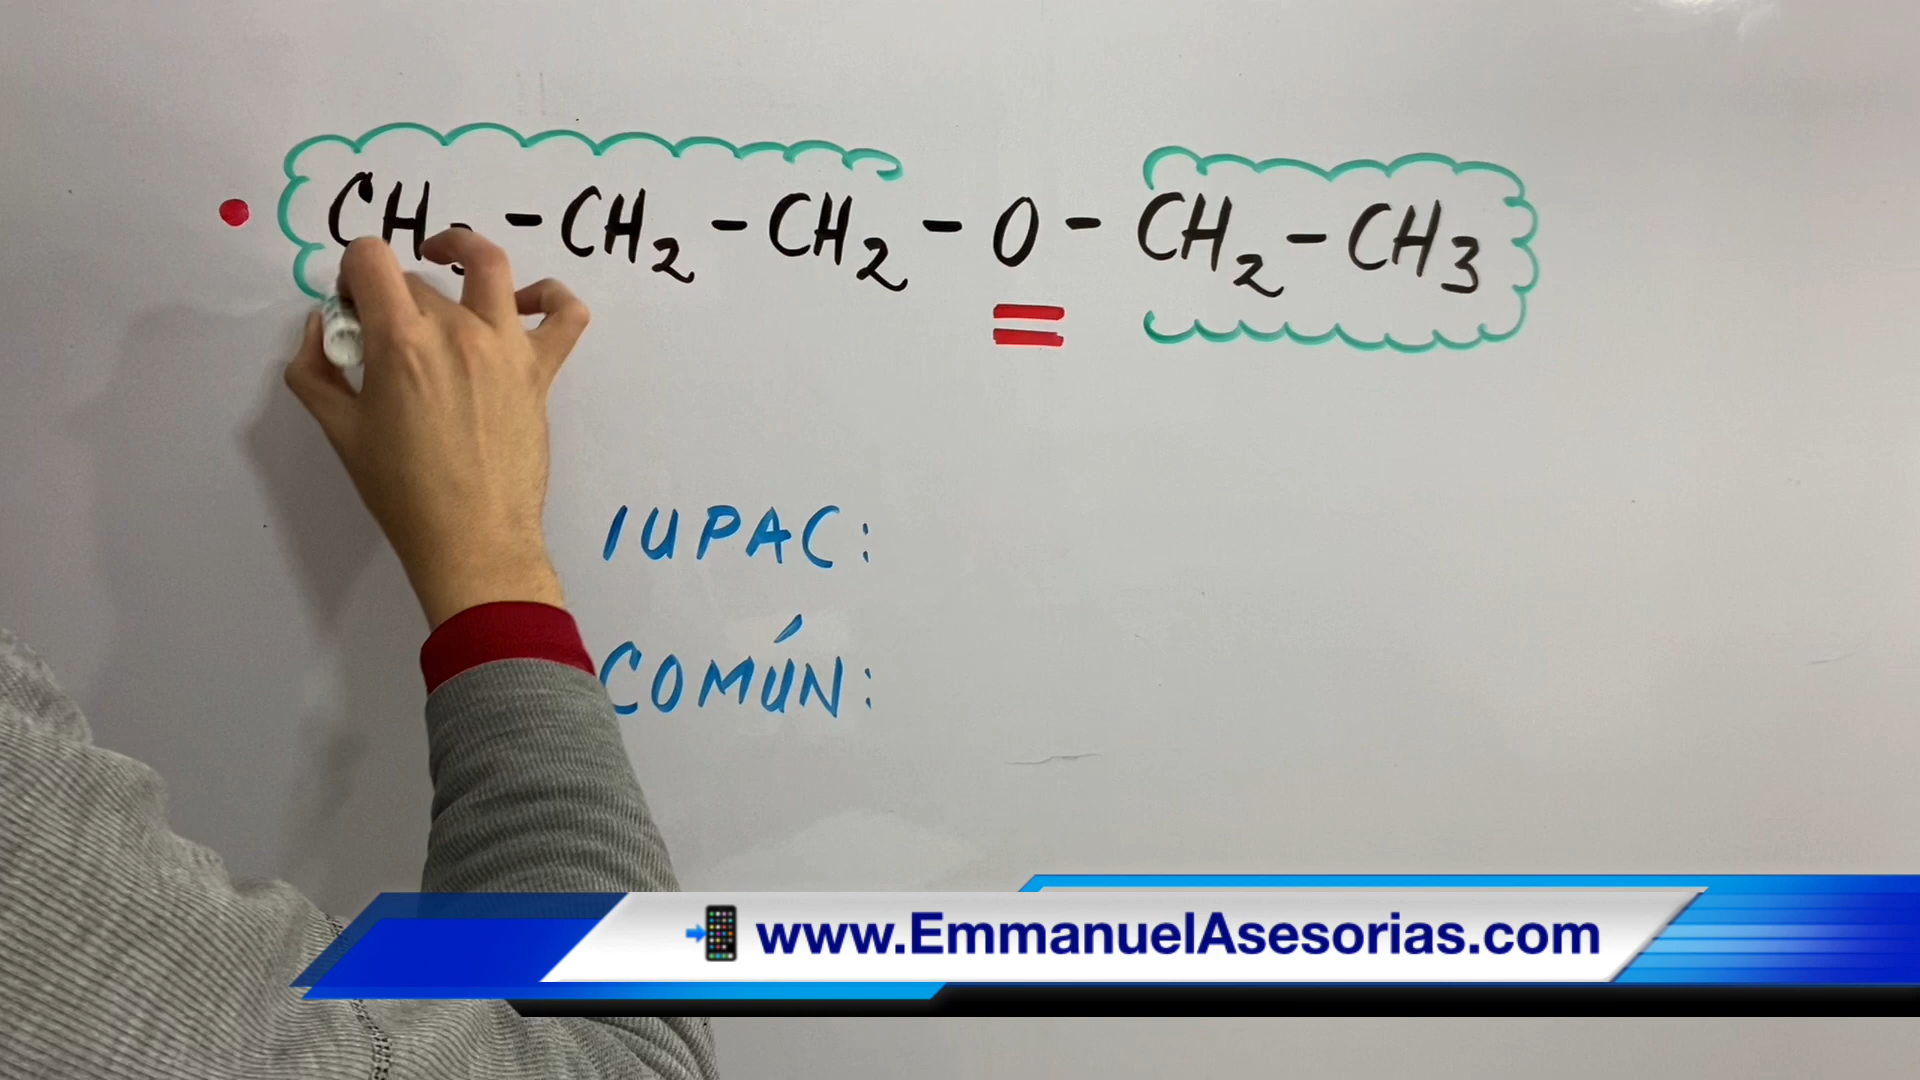 CH3 - CH2 - CH2 - O - CH2 - CH3
IUPAC:
COMÚN:
www.EmmanuelAsesorias.com